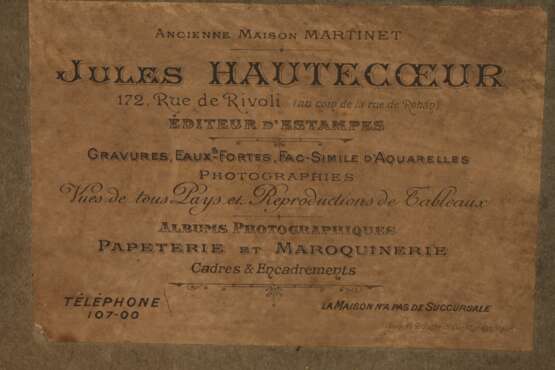 ANCIENNE MAISON MARTINET
JULES HAUTECŒUR
172, Rue de Rivoli (au coin de la rue de Rohan)
ÉDITEUR D'ESTAMPES
GRAVURES, EAUX-FORTES, FAC-SIMILE D'AQUARELLES
PHOTOGRAPHIES
Vues de tous Pays et Reproductions de Tableaux
ALBUMS PHOTOGRAPHIQUES
PAPETERIE ET MAROQUINERIE
Cadres & Encadrements
TÉLÉPHONE
107-00
LA MAISON N'A PAS DE SUCCURSALE